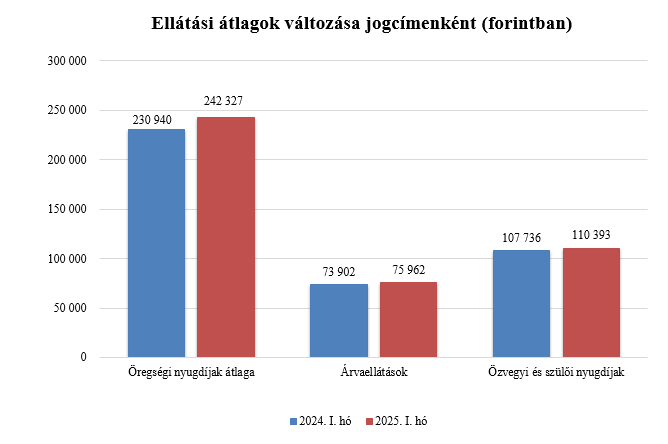 Ellátási átlagok változása jogcímenként (forintban)
300 000
250 000
200 000
150 000
100 000
50 000
0
230 940
242 327
73 902
75 962
107 736
110 393
Öregségi nyugdíjak átlaga
Árvaellátások
Özvegyi és szülői nyugdíjak
2024. I. hó
2025. I. hó